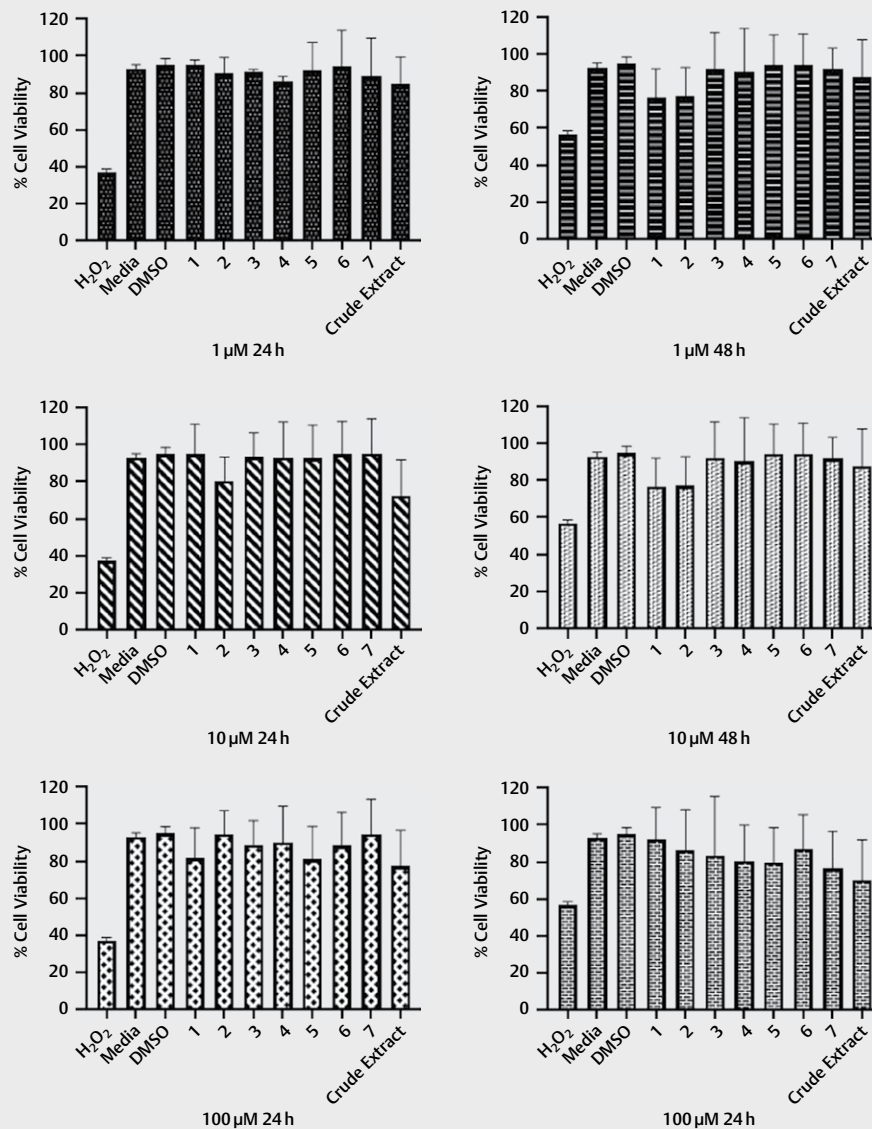 % Cell Viability
120
100
80
60
40
20
0
H₂O₂ Media DMSO 1 2 3 4 5 6 7 Crude Extract
1 µM 24 h
% Cell Viability
120
100
80
60
40
20
0
H₂O₂ Media DMSO 1 2 3 4 5 6 7 Crude Extract
1 µM 48 h
% Cell Viability
120
100
80
60
40
20
0
H₂O₂ Media DMSO 1 2 3 4 5 6 7 Crude Extract
10 µM 24 h
% Cell Viability
120
100
80
60
40
20
0
H₂O₂ Media DMSO 1 2 3 4 5 6 7 Crude Extract
10 µM 48 h
% Cell Viability
120
100
80
60
40
20
0
H₂O₂ Media DMSO 1 2 3 4 5 6 7 Crude Extract
100 µM 24 h
% Cell Viability
120
100
80
60
40
20
0
H₂O₂ Media DMSO 1 2 3 4 5 6 7 Crude Extract
100 µM 24 h